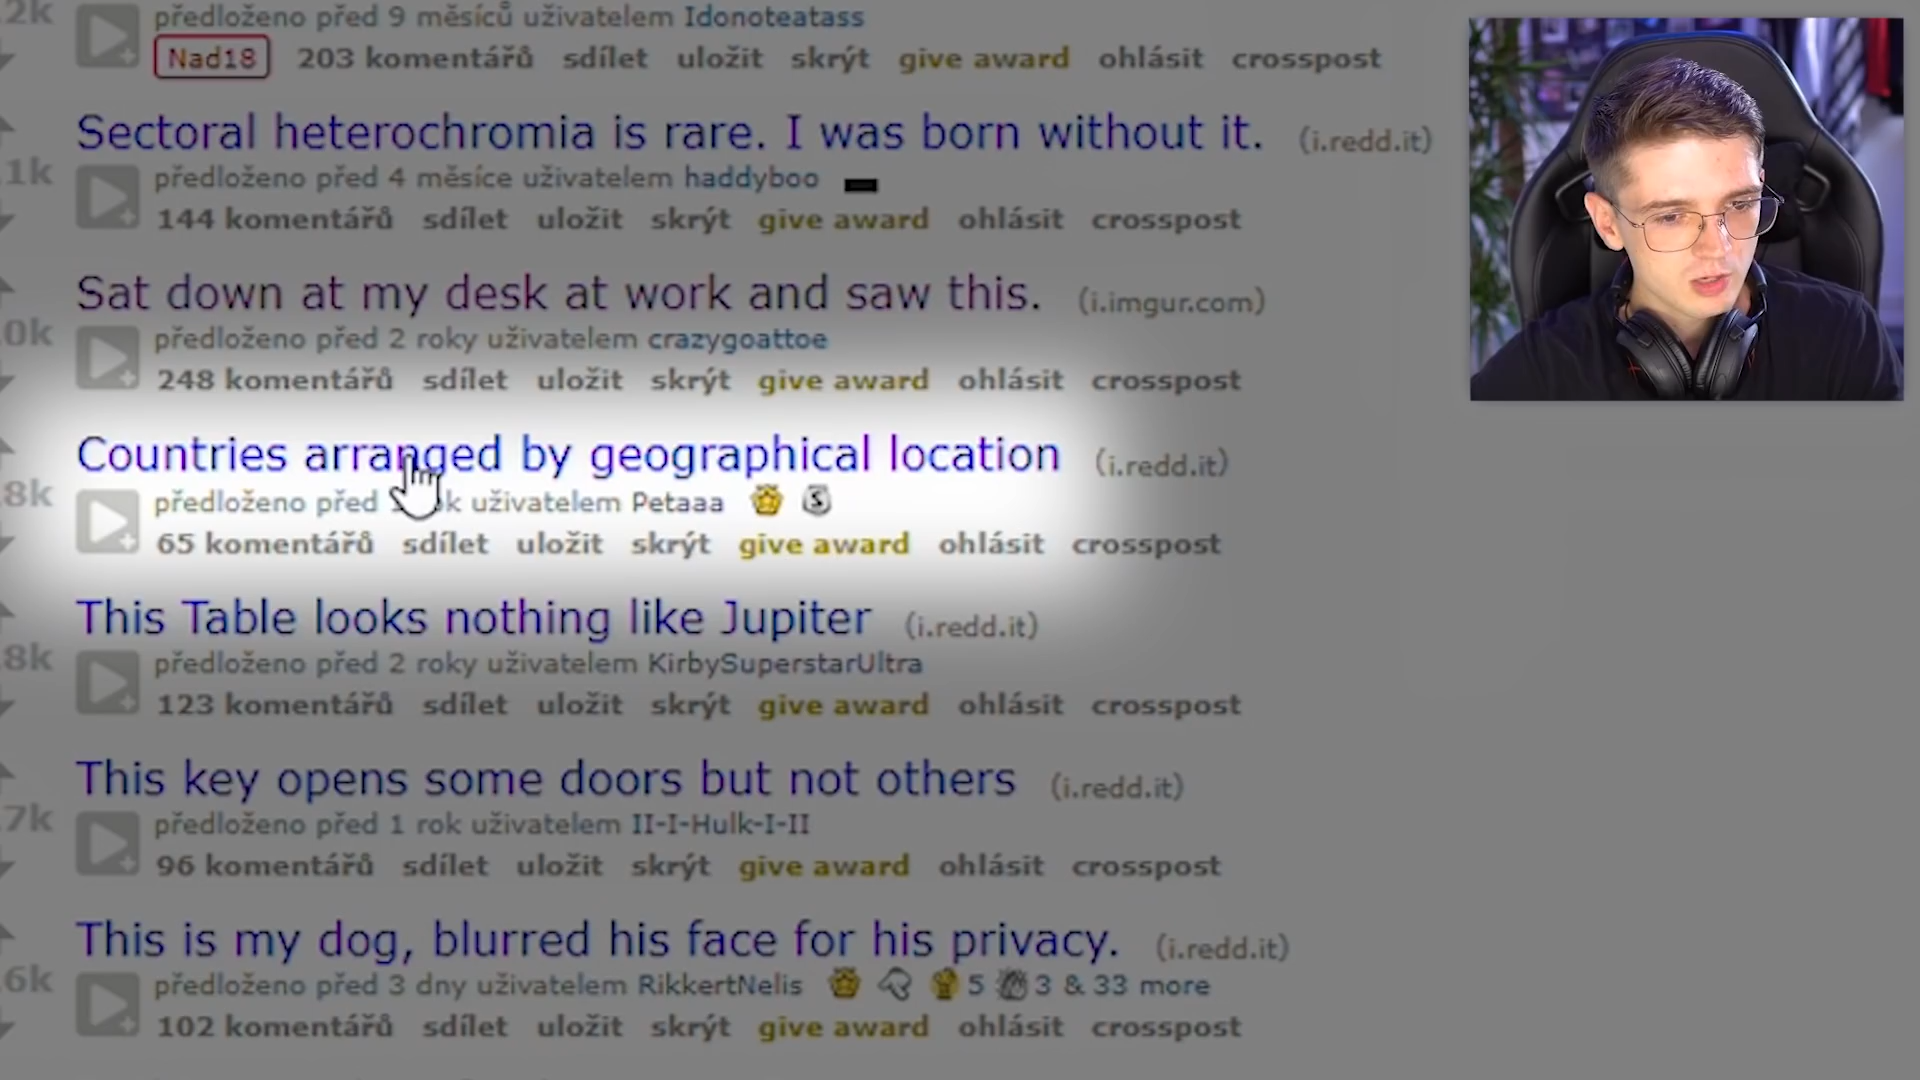 2k
předloženo před 9 měsíců uživatelem Idonoteatass
Nad18 203 komentářů sdílet uložit skrýt give award ohlásit crosspost
Sectoral heterochromia is rare. I was born without it. (i.redd.it)
1k předloženo před 4 měsíce uživatelem haddyboo
144 komentářů sdílet uložit skrýt give award ohlásit crosspost
Sat down at my desk at work and saw this. (i.imgur.com)
0k předloženo před 2 roky uživatelem crazygoattoe
248 komentářů sdílet uložit skrýt give award ohlásit crosspost
Countries arranged by geographical location (i.redd.it)
8k předloženo před uživatelem Petaaa
65 komentářů sdílet uložit skrýt give award ohlásit crosspost
This Table looks nothing like Jupiter (i.redd.it)
8k předloženo před 2 roky uživatelem KirbySuperstarUltra
123 komentářů sdílet uložit skrýt give award ohlásit crosspost
This key opens some doors but not others (i.redd.it)
7k předloženo před 1 rok uživatelem II-I-Hulk-I-II
96 komentářů sdílet uložit skrýt give award ohlásit crosspost
This is my dog, blurred his face for his privacy. (i.redd.it)
6k předloženo před 3 dny uživatelem RikkertNelis 5 3 & 33 more
102 komentářů sdílet uložit skrýt give award ohlásit crosspost